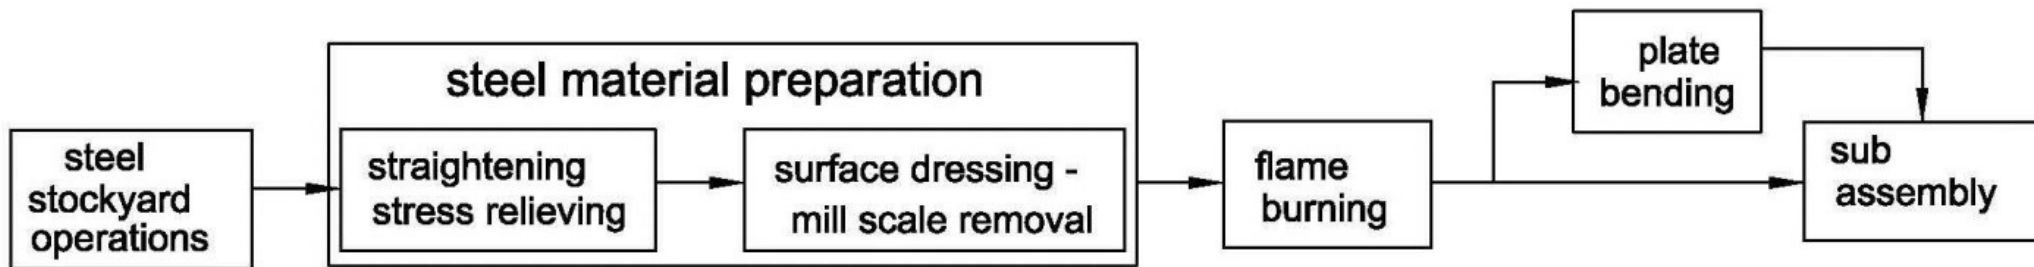 steel
stockyard
operations
steel material preparation
straightening
stress relieving
surface dressing -
mill scale removal
flame
burning
plate
bending
sub
assembly